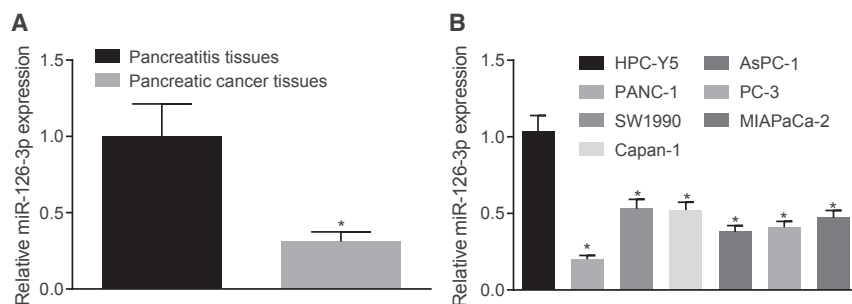 A
Relative miR-126-3p expression
1.5
1.0
0.5
0.0
Pancreatitis tissues
Pancreatic cancer tissues
*
B
Relative miR-126-3p expression
1.5
1.0
0.5
0.0
HPC-Y5
PANC-1
SW1990
Capan-1
AsPC-1
PC-3
MIAPaCa-2
* * * * * *